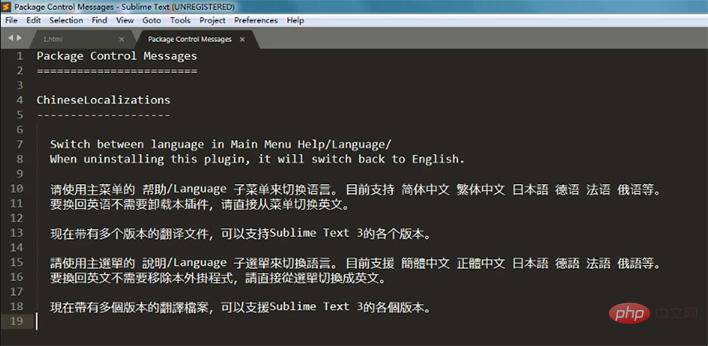 Package Control Messages - Sublime Text (UNREGISTERED)
File Edit Selection Find View Goto Tools Project Preferences Help
1.html × Package Control Messages ×
1 Package Control Messages
2 ========================
3
4 ChineseLocalizations
5 --------------------
6
7 Switch between language in Main Menu Help/Language/
8 When uninstalling this plugin, it will switch back to English.
9
10 请使用主菜单的 帮助/Language 子菜单来切换语言。目前支持 简体中文 繁体中文 日本語 德语 法语 俄语等。
11 要换回英语不需要卸载本插件，请直接从菜单切换英文。
12
13 现在带有多个版本的翻译文件，可以支持Sublime Text 3的各个版本。
14
15 請使用主選單的 說明/Language 子選單來切換語言。目前支援 簡體中文 正體中文 日本語 德語 法語 俄語等。
16 要換回英文不需要移除本外掛程式，請直接從選單切換成英文。
17
18 現在帶有多個版本的翻譯檔案，可以支援Sublime Text 3的各個版本。
19
php 中文网